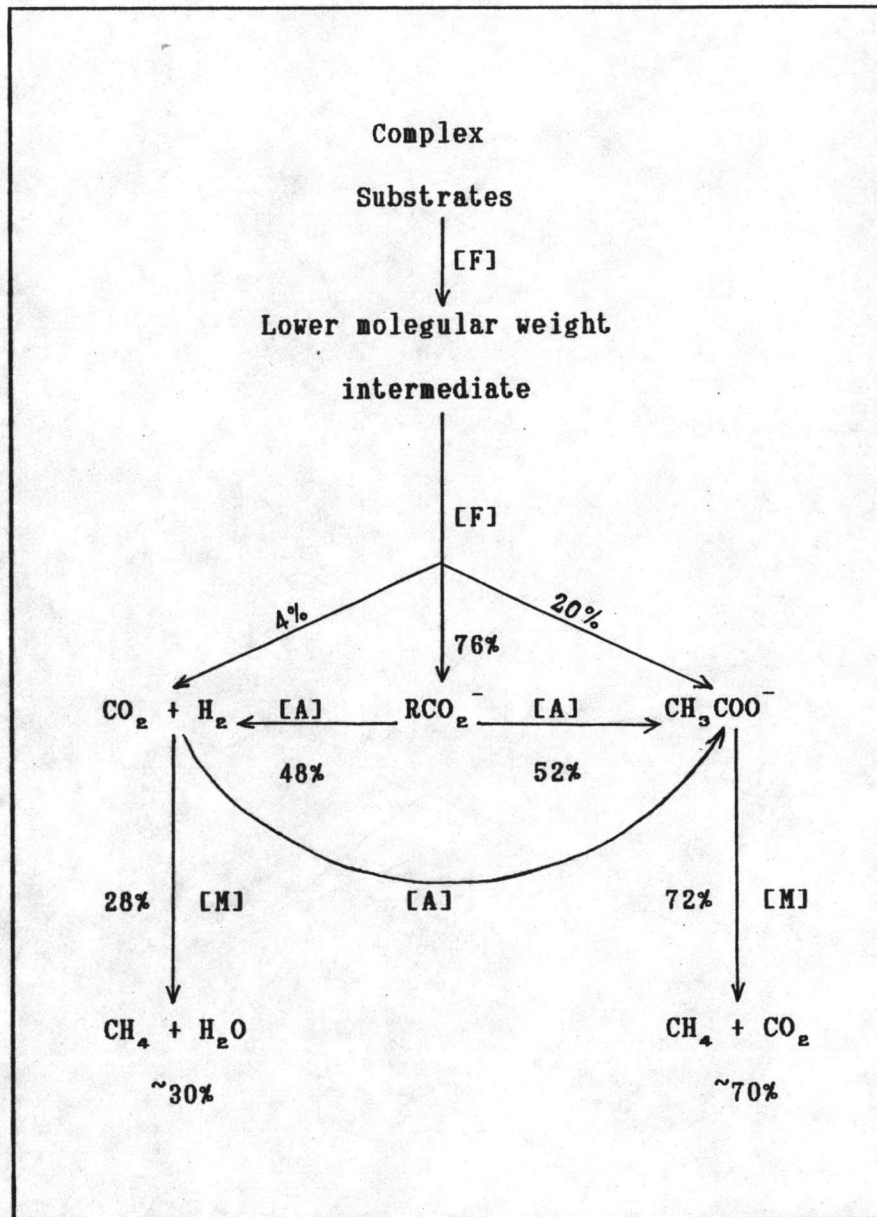 Complex
Substrates
[F]
Lower molegular weight
intermediate
[F]
4%
20%
76%
CO₂ + H₂
[A]
RCO₂⁻
[A]
CH₃COO⁻
48%
52%
28%
[M]
[A]
72%
[M]
CH₄ + H₂O
CH₄ + CO₂
~30%
~70%